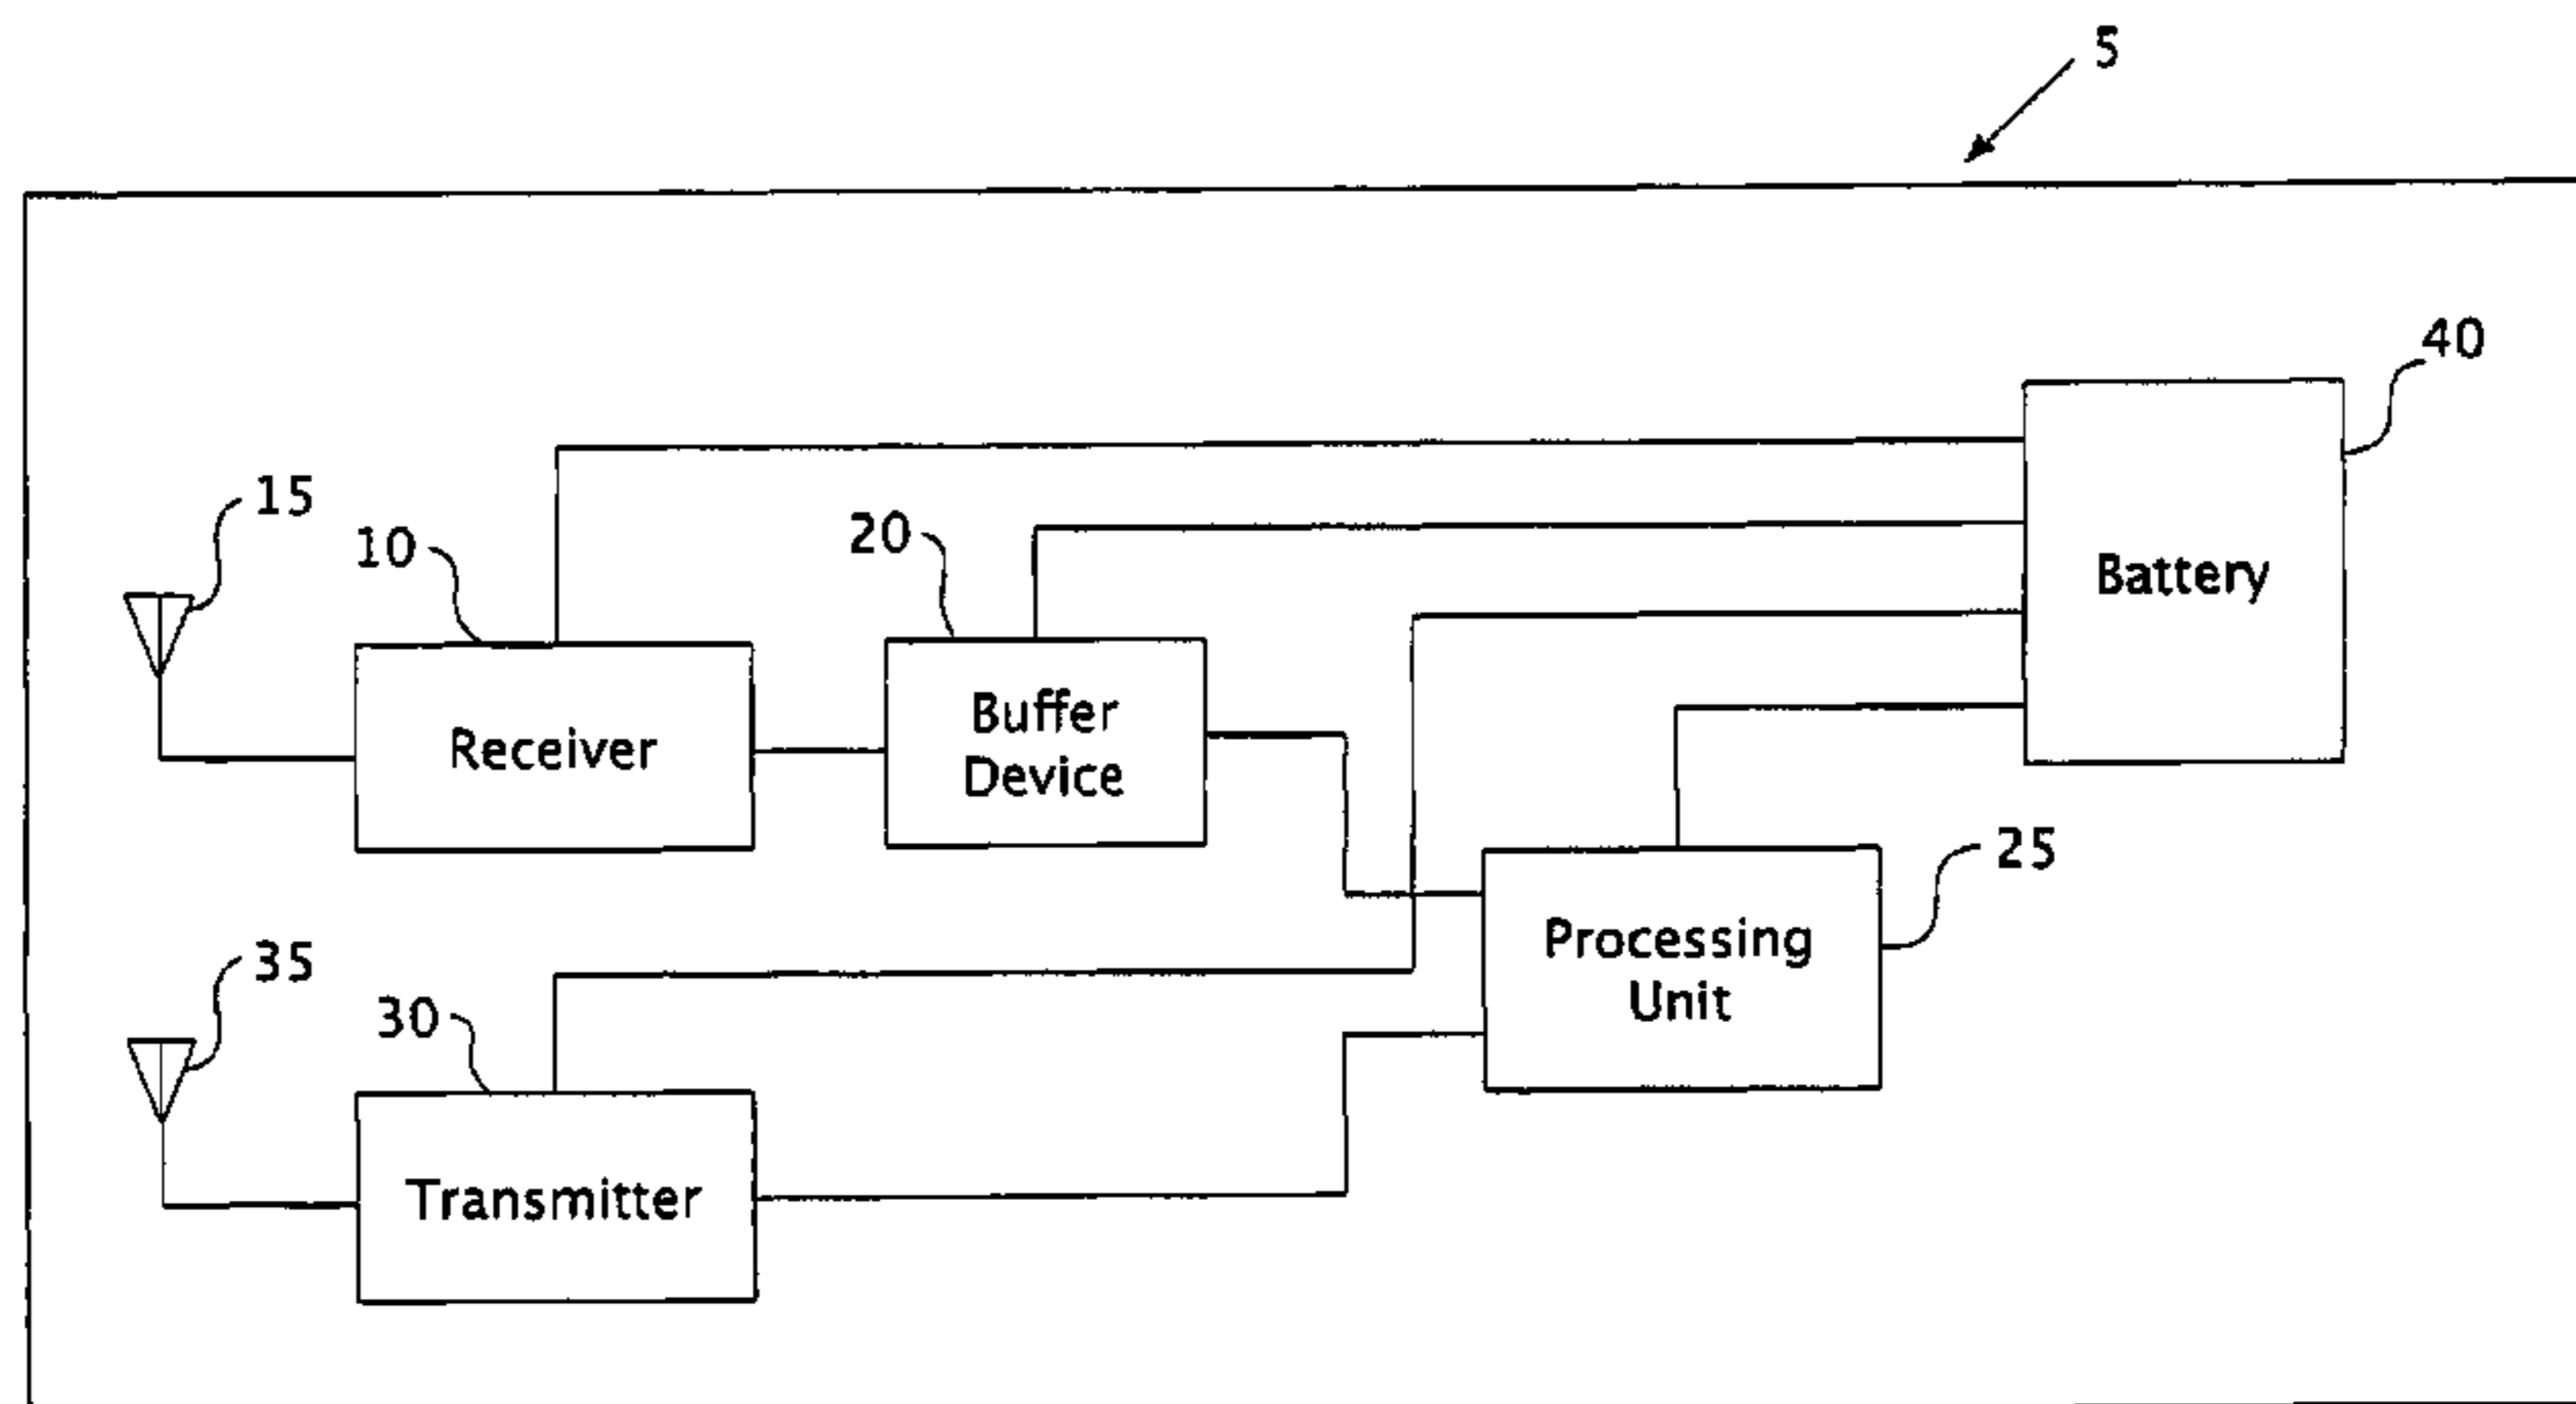 5
40
15
10
20
Battery
Receiver
Buffer
Device
25
Processing
Unit
35
30
Transmitter